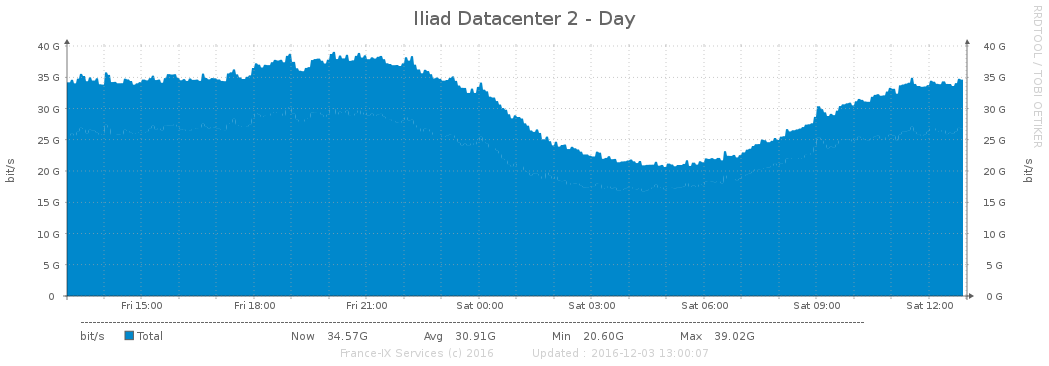 Iliad Datacenter 2 - Day
RRDTOOL / TOBI OETIKER
bit/s
40 G 40 G
35 G 35 G
30 G 30 G
25 G 25 G
20 G 20 G
15 G 15 G
10 G 10 G
5 G 5 G
0 0 G
bit/s
Fri 15:00 Fri 18:00 Fri 21:00 Sat 00:00 Sat 03:00 Sat 06:00 Sat 09:00 Sat 12:00
bit/s Total Now 34.57G Avg 30.91G Min 20.60G Max 39.02G
France-IX Services (c) 2016 Updated : 2016-12-03 13:00:07